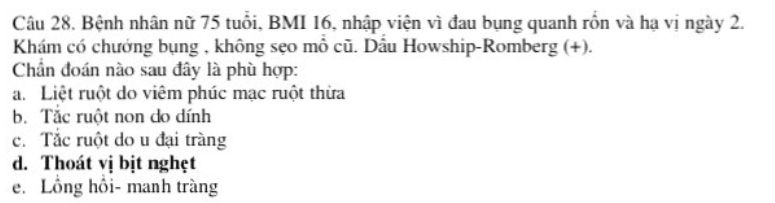 Câu 28. Bệnh nhân nữ 75 tuổi, BMI 16, nhập viện vì đau bụng quanh rốn và hạ vị ngày 2.
Khám có chướng bụng , không sẹo mổ cũ. Dấu Howship-Romberg (+).
Chẩn đoán nào sau đây là phù hợp:
a. Liệt ruột do viêm phúc mạc ruột thừa
b. Tắc ruột non do dính
c. Tắc ruột do u đại tràng
d. Thoát vị bịt nghẹt
e. Lồng hồi- manh tràng